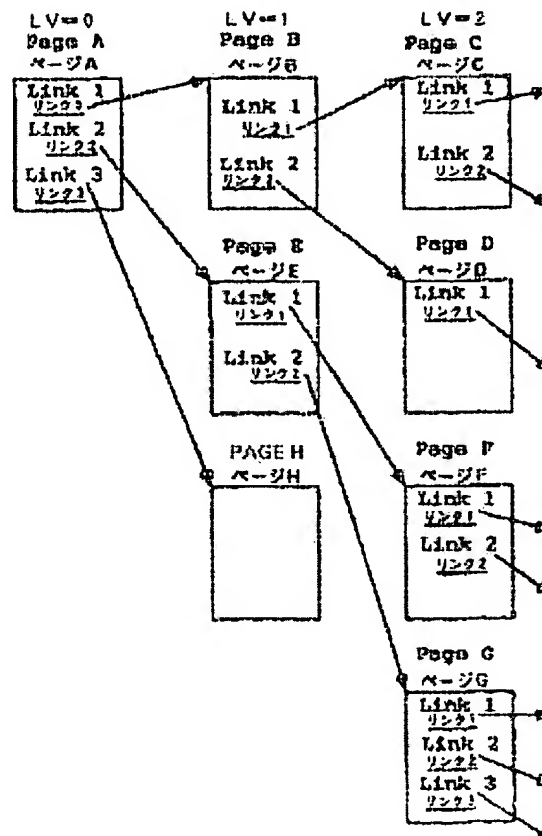 LV=0
Page A
ページA
Link 1
リンク1
Link 2
リンク2
Link 3
リンク3
LV=1
Page B
ページB
Link 1
リンク1
Link 2
リンク2
Page E
ページE
Link 1
リンク1
Link 2
リンク2
PAGE H
ページH
LV=2
Page C
ページC
Link 1
リンク1
Link 2
リンク2
Page D
ページD
Link 1
リンク1
Page F
ページF
Link 1
リンク1
Link 2
リンク2
Page G
ページG
Link 1
リンク1
Link 2
リンク2
Link 3
リンク3